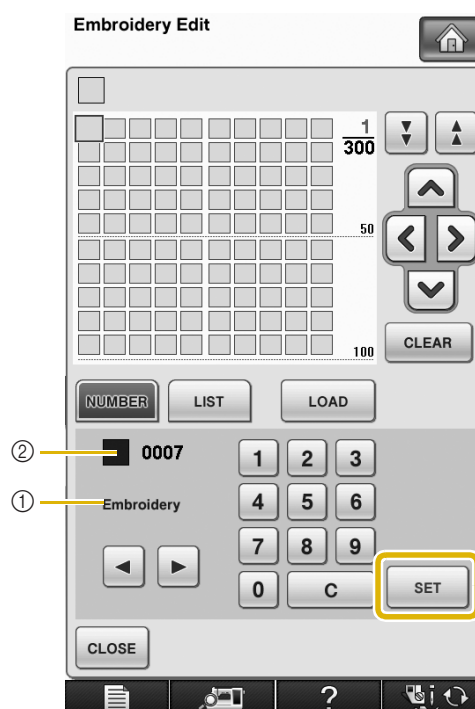 Embroidery Edit
1
300
50
100
CLEAR
NUMBER LIST LOAD
② 0007
① Embroidery
1 2 3
4 5 6
7 8 9
0 C
SET
CLOSE
?